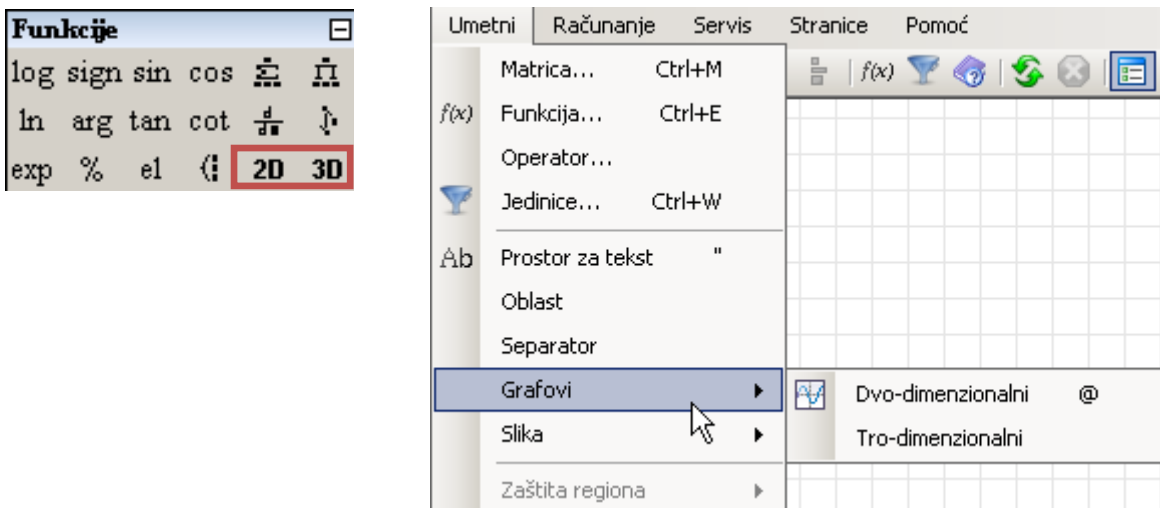 Funkcije
log sign sin cos
ln arg tan cot
exp % el 2D 3D
Umetni Računanje Servis Stranice Pomoć
f(x)
Matrica... Ctrl+M
f(x) Funkcija... Ctrl+E
Operator...
Jedinice... Ctrl+W
Ab Prostor za tekst "
Oblast
Separator
Grafovi
Dvo-dimenzionalni @
Slika
Tro-dimenzionalni
Zaštita regiona